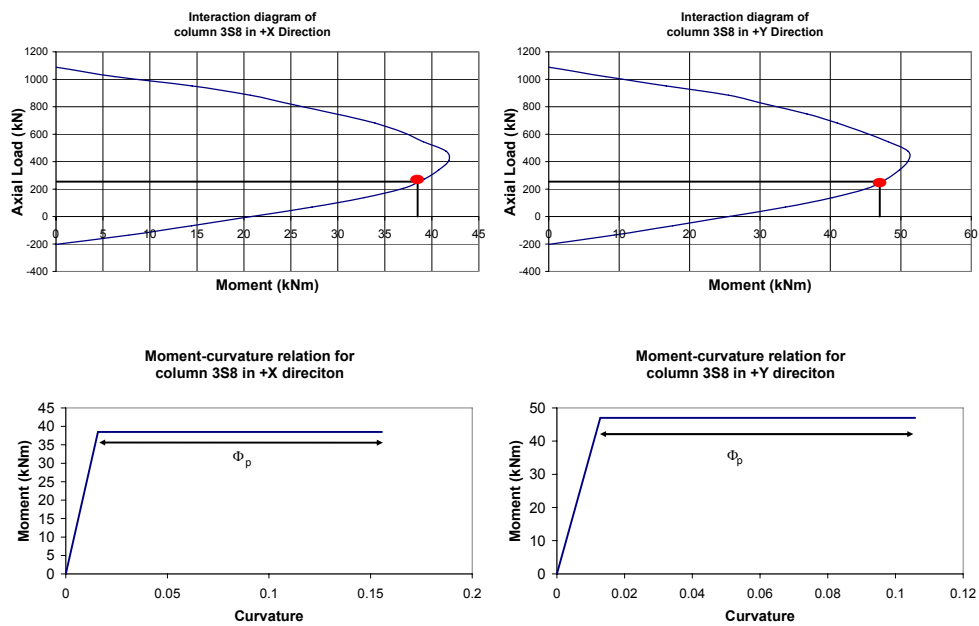 Interaction diagram of
column 3S8 in +X Direction
1200
1000
800
600
400
200
0
-200
-400
0 5 10 15 20 25 30 35 40 45
Axial Load (kN)
Moment (kNm)
Interaction diagram of
column 3S8 in +Y Direction
1200
1000
800
600
400
200
0
-200
-400
0 10 20 30 40 50 60
Axial Load (kN)
Moment (kNm)
Moment-curvature relation for
column 3S8 in +X direciton
45
40
35
30
25
20
15
10
5
0
Φp
0 0.05 0.1 0.15 0.2
Moment (kNm)
Curvature
Moment-curvature relation for
column 3S8 in +Y direciton
50
40
30
20
10
0
Φp
0 0.02 0.04 0.06 0.08 0.1 0.12
Moment (kNm)
Curvature